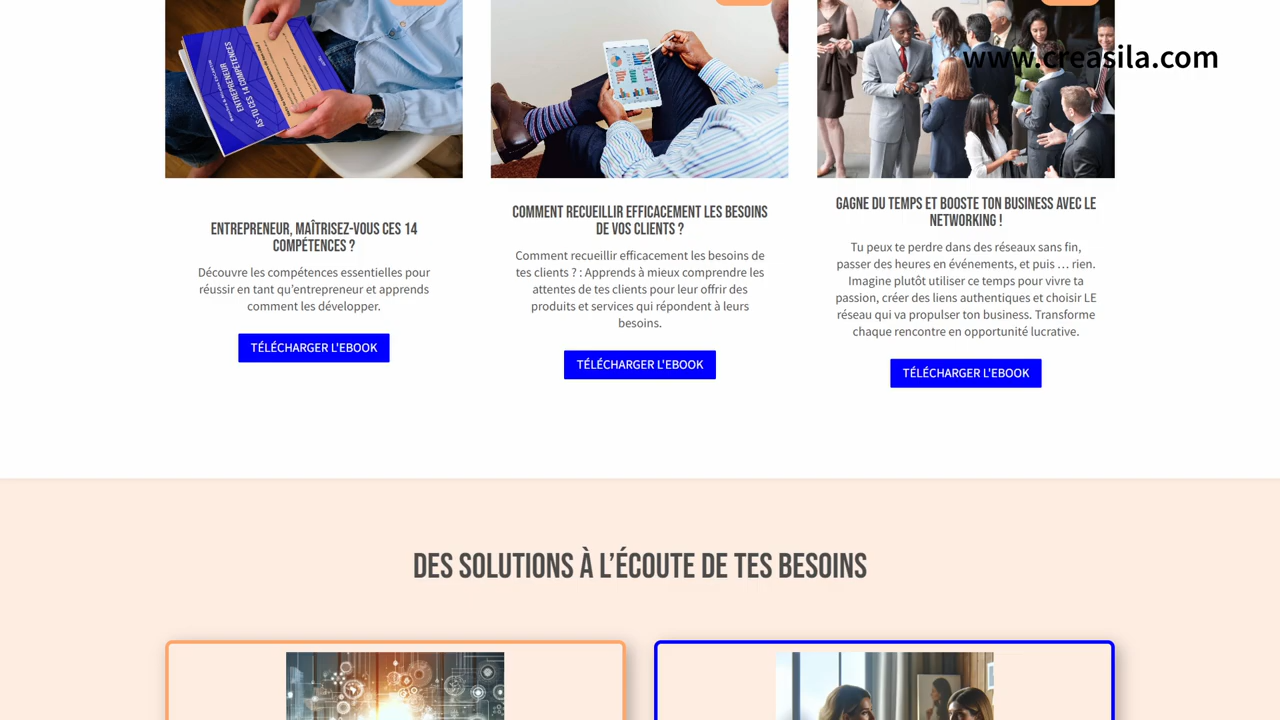 www.creasila.com
AS-TU CES 14 COMPÉTENCES
ENTREPRENEUR
ENTREPRENEUR, MAÎTRISEZ-VOUS CES 14
COMPÉTENCES ?
Découvre les compétences essentielles pour
réussir en tant qu'entrepreneur et apprends
comment les développer.
TÉLÉCHARGER L'EBOOK
COMMENT RECUEILLIR EFFICACEMENT LES BESOINS
DE VOS CLIENTS ?
Comment recueillir efficacement les besoins de
tes clients ? : Apprends à mieux comprendre les
attentes de tes clients pour leur offrir des
produits et services qui répondent à leurs
besoins.
TÉLÉCHARGER L'EBOOK
GAGNE DU TEMPS ET BOOSTE TON BUSINESS AVEC LE
NETWORKING !
Tu peux te perdre dans des réseaux sans fin,
passer des heures en événements, et puis … rien.
Imagine plutôt utiliser ce temps pour vivre ta
passion, créer des liens authentiques et choisir LE
réseau qui va propulser ton business. Transforme
chaque rencontre en opportunité lucrative.
TÉLÉCHARGER L'EBOOK
DES SOLUTIONS À L'ÉCOUTE DE TES BESOINS